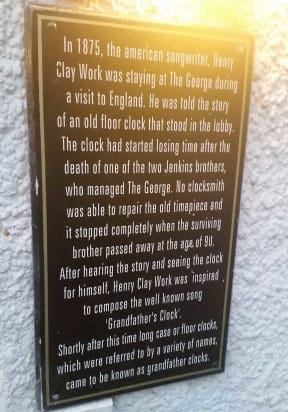 In 1875, the american songwriter, Henry
Clay Work was staying at The George during
a visit to England. He was told the story
of an old floor clock that stood in the lobby.
The clock had started losing time after the
death of one of the two Jenkins brothers,
who managed The George. No clocksmith
was able to repair the old timepiece and
it stopped completely when the surviving
brother passed away at the age of 90.
After hearing the story and seeing the clock
for himself, Henry Clay Work was inspired
to compose the well known song
'Grandfather's Clock'.
Shortly after this time long case or floor clocks,
which were referred to by a variety of names,
came to be known as grandfather clocks.